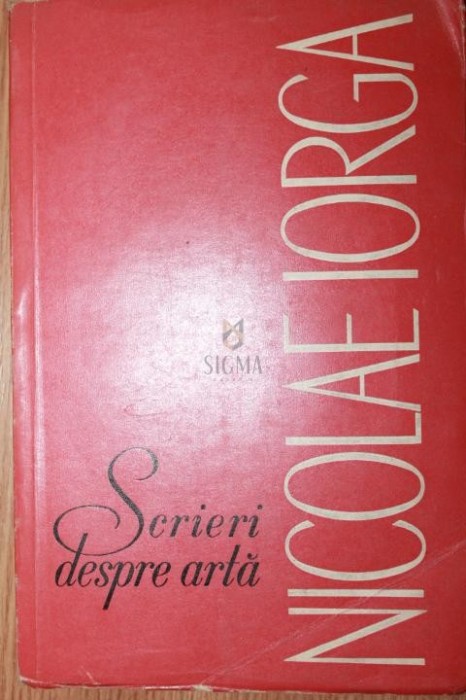 NICOLAE IORGA
Scrieri
despre artă
SIGMA